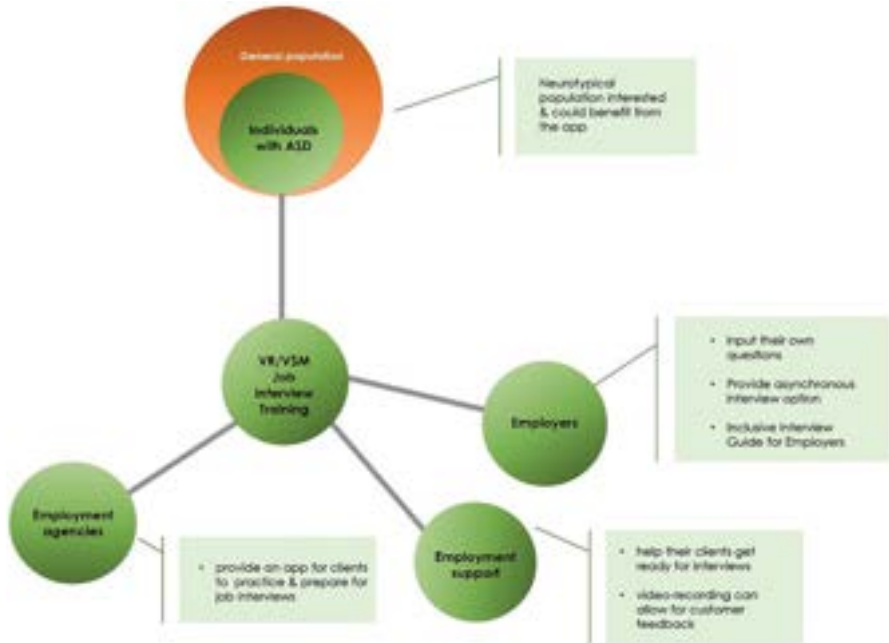 General population
Individuals
with ASD
Neurotypical
population interested
& could benefit from
the app
VR/VSM
Job
Interview
Training
Employers
• Input their own
questions
• Provide asynchronous
interview option
• Inclusive Interview
Guide for Employers
Employment
agencies
• provide an app for clients
to practice & prepare for
job interviews
Employment
support
• help their clients get
ready for interviews
• video-recording can
allow for customer
feedback